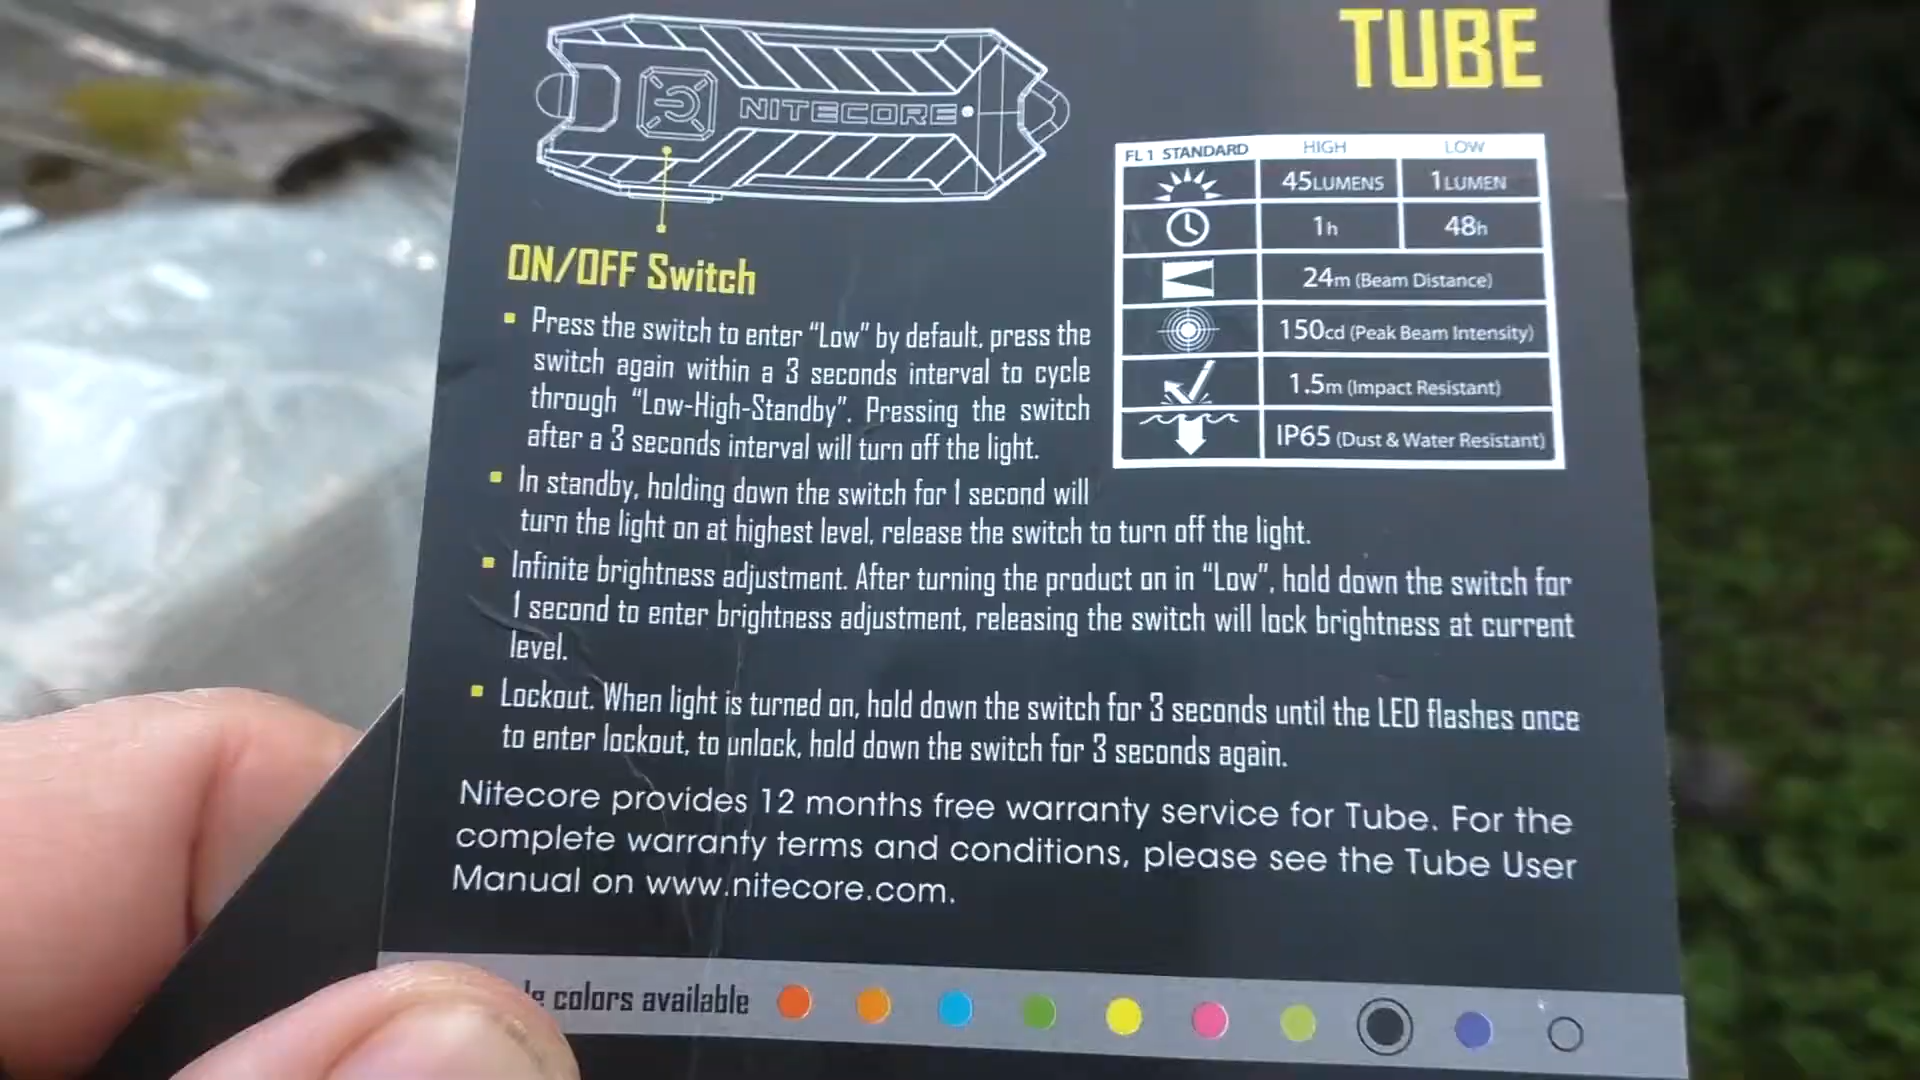 TUBE
NITECORE
FL1 STANDARD HIGH LOW
45LUMENS 1LUMEN
1h 48h
24m (Beam Distance)
150cd (Peak Beam Intensity)
1.5m (Impact Resistant)
IP65 (Dust & Water Resistant)
ON/OFF Switch
Press the switch to enter “Low” by default, press the
switch again within a 3 seconds interval to cycle
through “Low-High-Standby”. Pressing the switch
after a 3 seconds interval will turn off the light.
In standby, holding down the switch for 1 second will
turn the light on at highest level, release the switch to turn off the light.
Infinite brightness adjustment. After turning the product on in “Low”, hold down the switch for
1 second to enter brightness adjustment, releasing the switch will lock brightness at current
level.
Lockout. When light is turned on, hold down the switch for 3 seconds until the LED flashes once
to enter lockout, to unlock, hold down the switch for 3 seconds again.
Nitecore provides 12 months free warranty service for Tube. For the
complete warranty terms and conditions, please see the Tube User
Manual on www.nitecore.com.
colors available